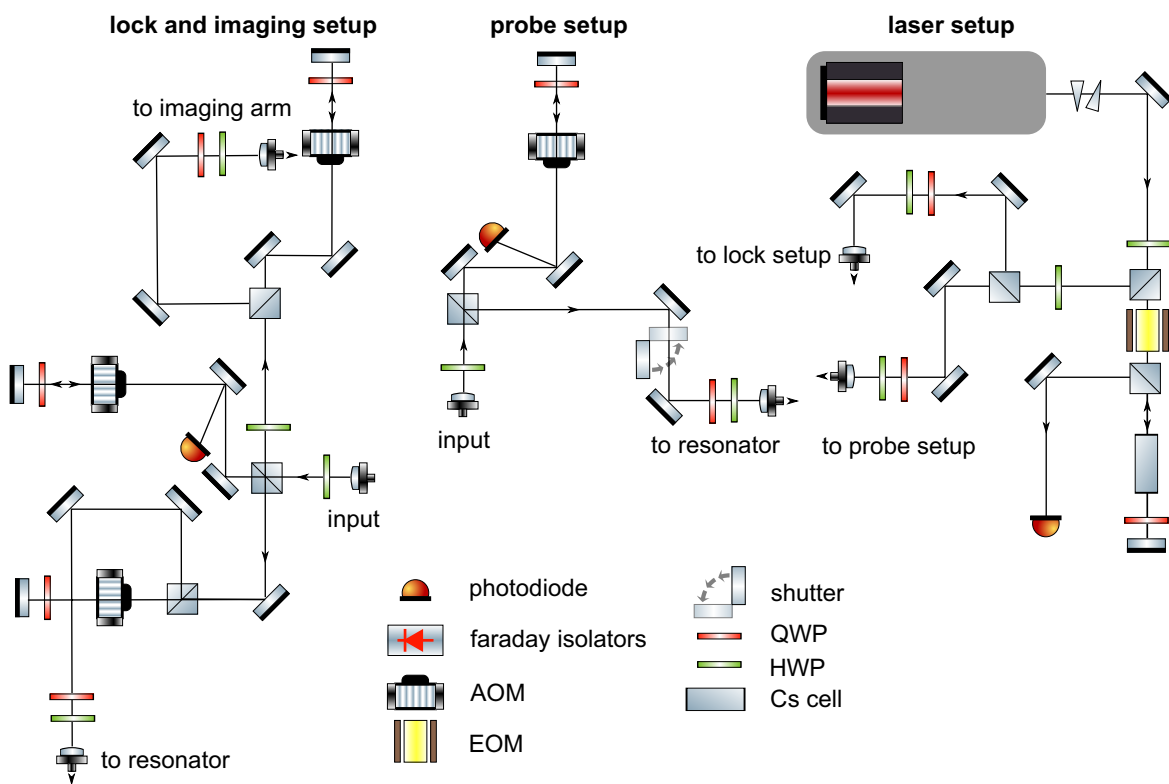 lock and imaging setup
probe setup
laser setup
to imaging arm
to lock setup
input
to resonator
to probe setup
input
photodiode
shutter
faraday isolators
QWP
HWP
AOM
Cs cell
EOM
to resonator